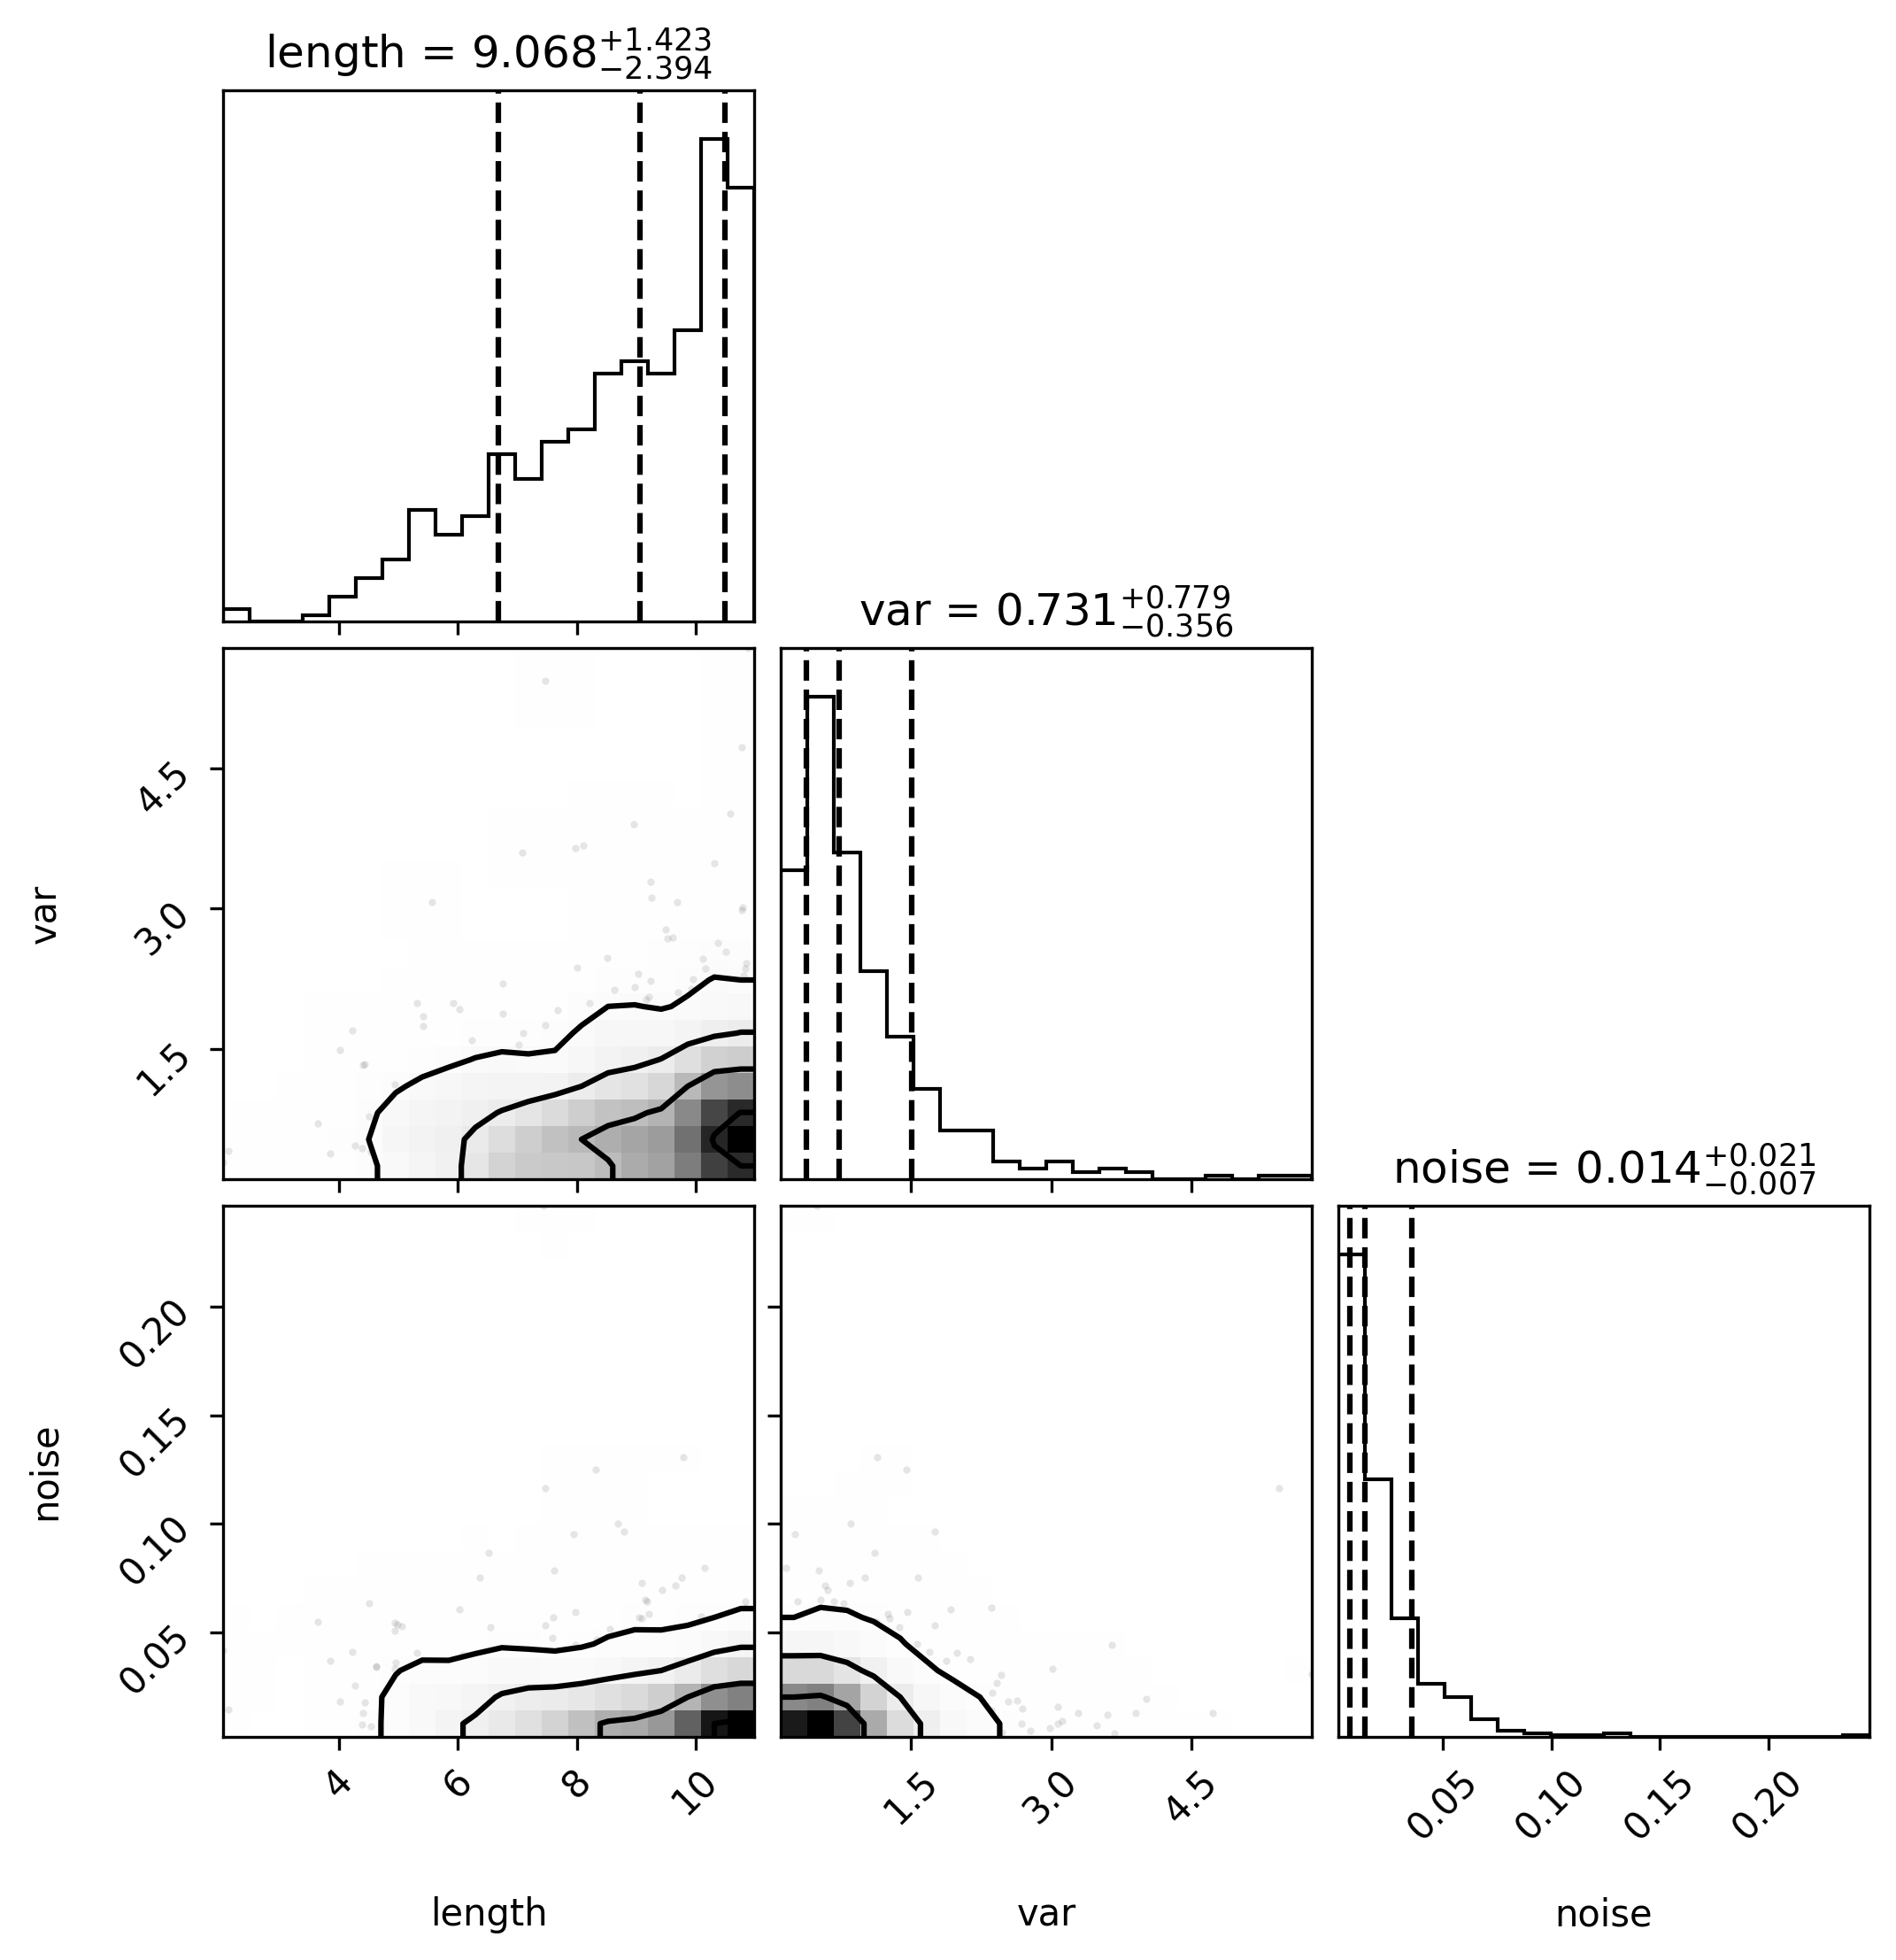 length = 9.068+1.423−2.394
var = 0.731+0.779−0.356
4.5
3.0
1.5
var
noise = 0.014+0.021−0.007
0.20
0.15
0.10
0.05
noise
4 6 8 10 1.5 3.0 4.5 0.05 0.10 0.15 0.20
length var noise